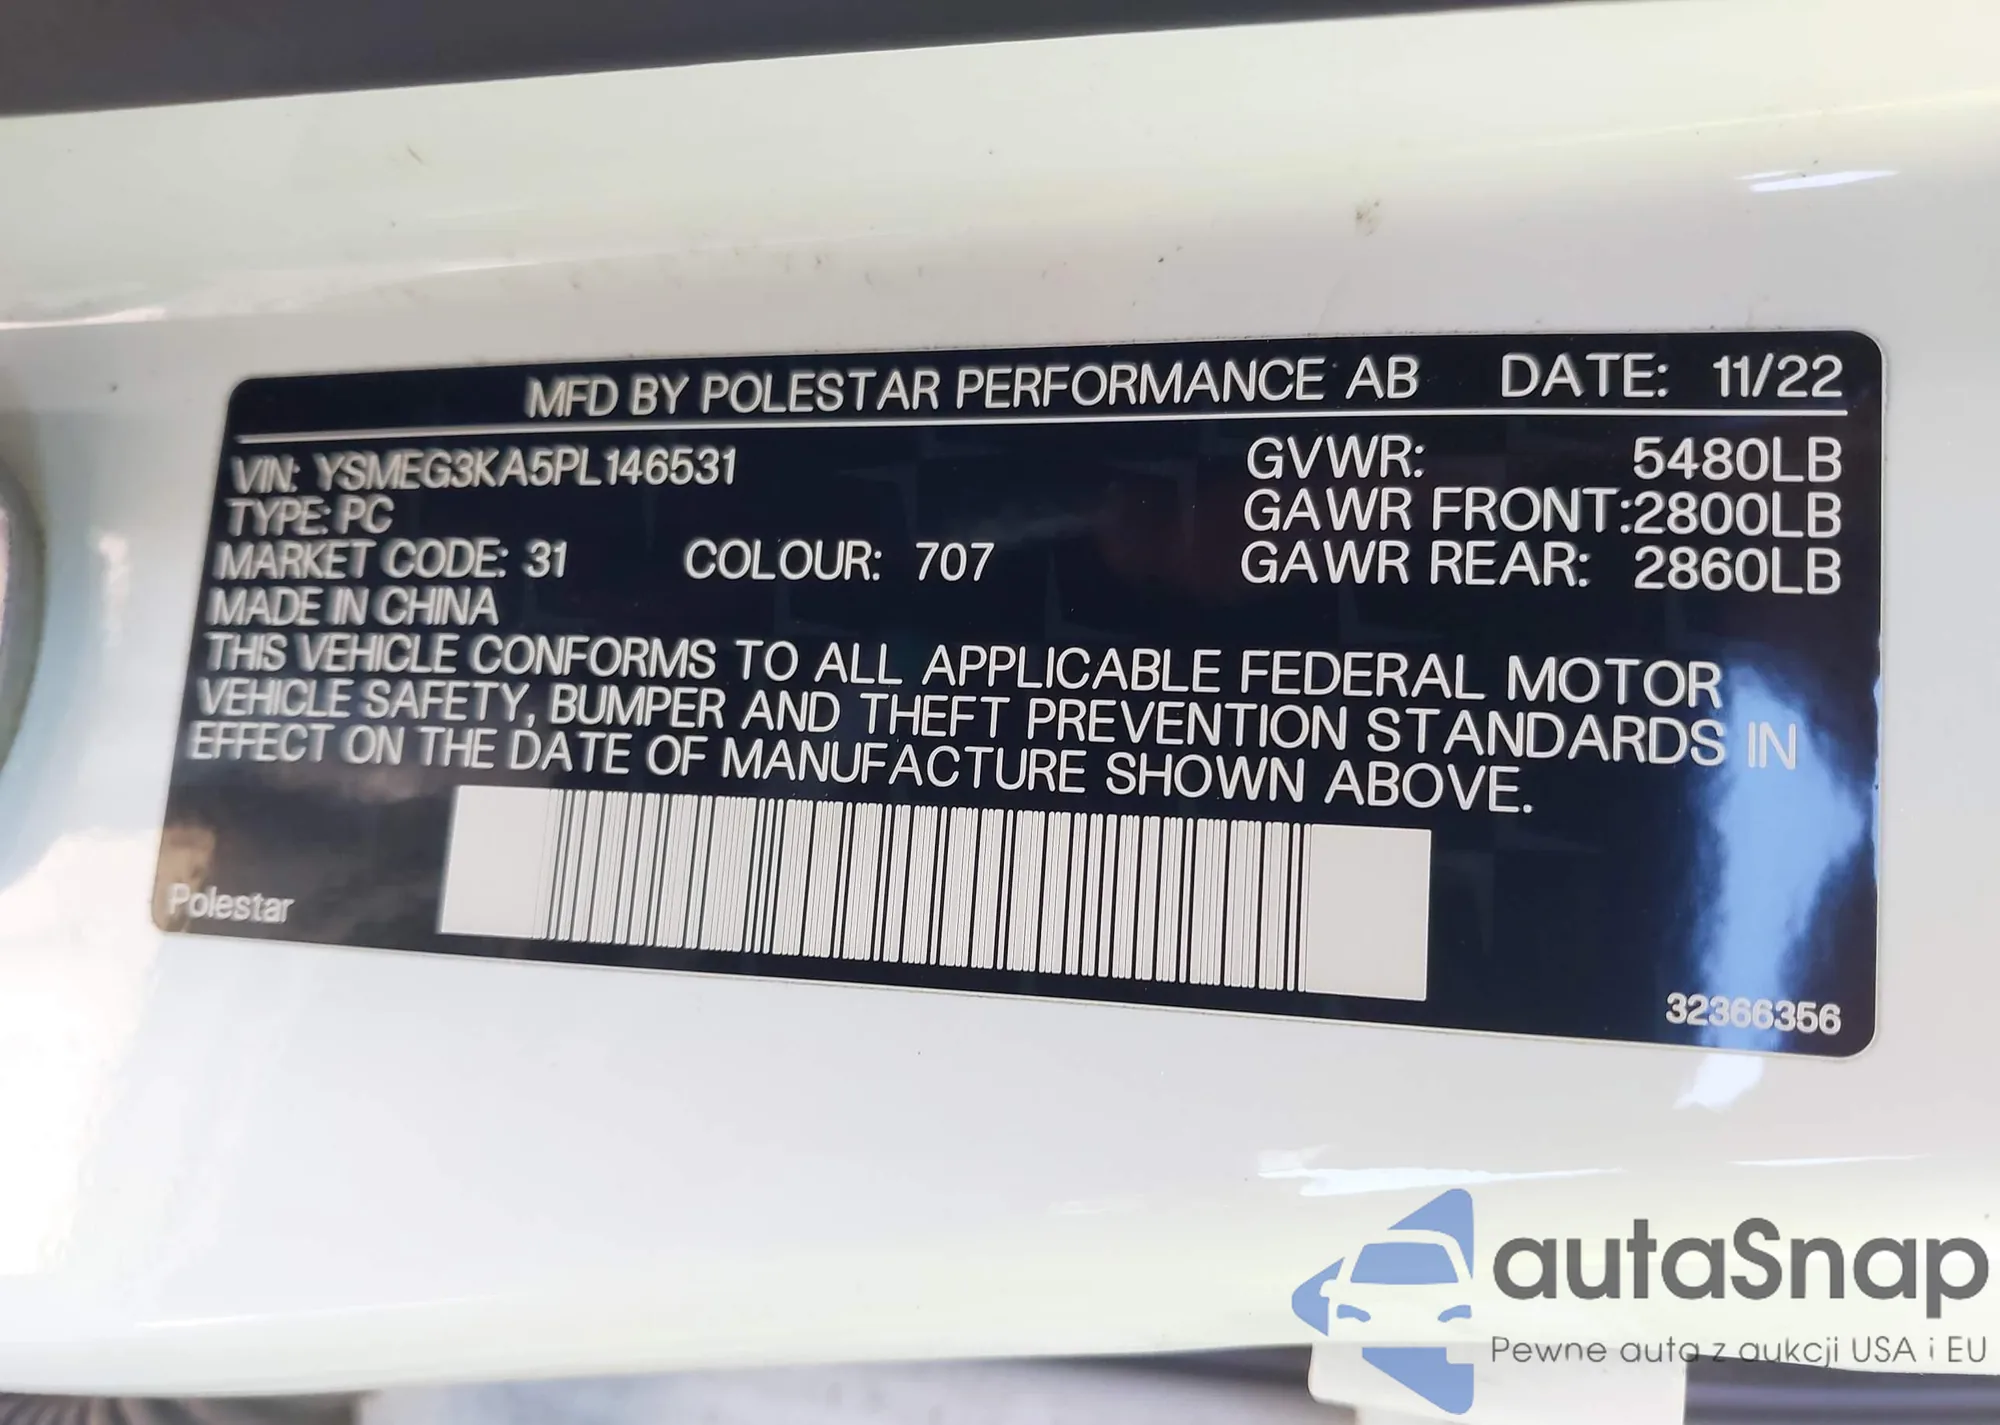 MFD BY POLESTAR PERFORMANCE AB DATE: 11/22
VIN: YSMEG3KA5PL146531 GVWR: 5480LB
TYPE: PC GAWR FRONT:2800LB
MARKET CODE: 31 COLOUR: 707 GAWR REAR: 2860LB
MADE IN CHINA
THIS VEHICLE CONFORMS TO ALL APPLICABLE FEDERAL MOTOR
VEHICLE SAFETY, BUMPER AND THEFT PREVENTION STANDARDS IN
EFFECT ON THE DATE OF MANUFACTURE SHOWN ABOVE.
Polestar
32366356
autaSnap
Pewne auta z aukcji USA i EU